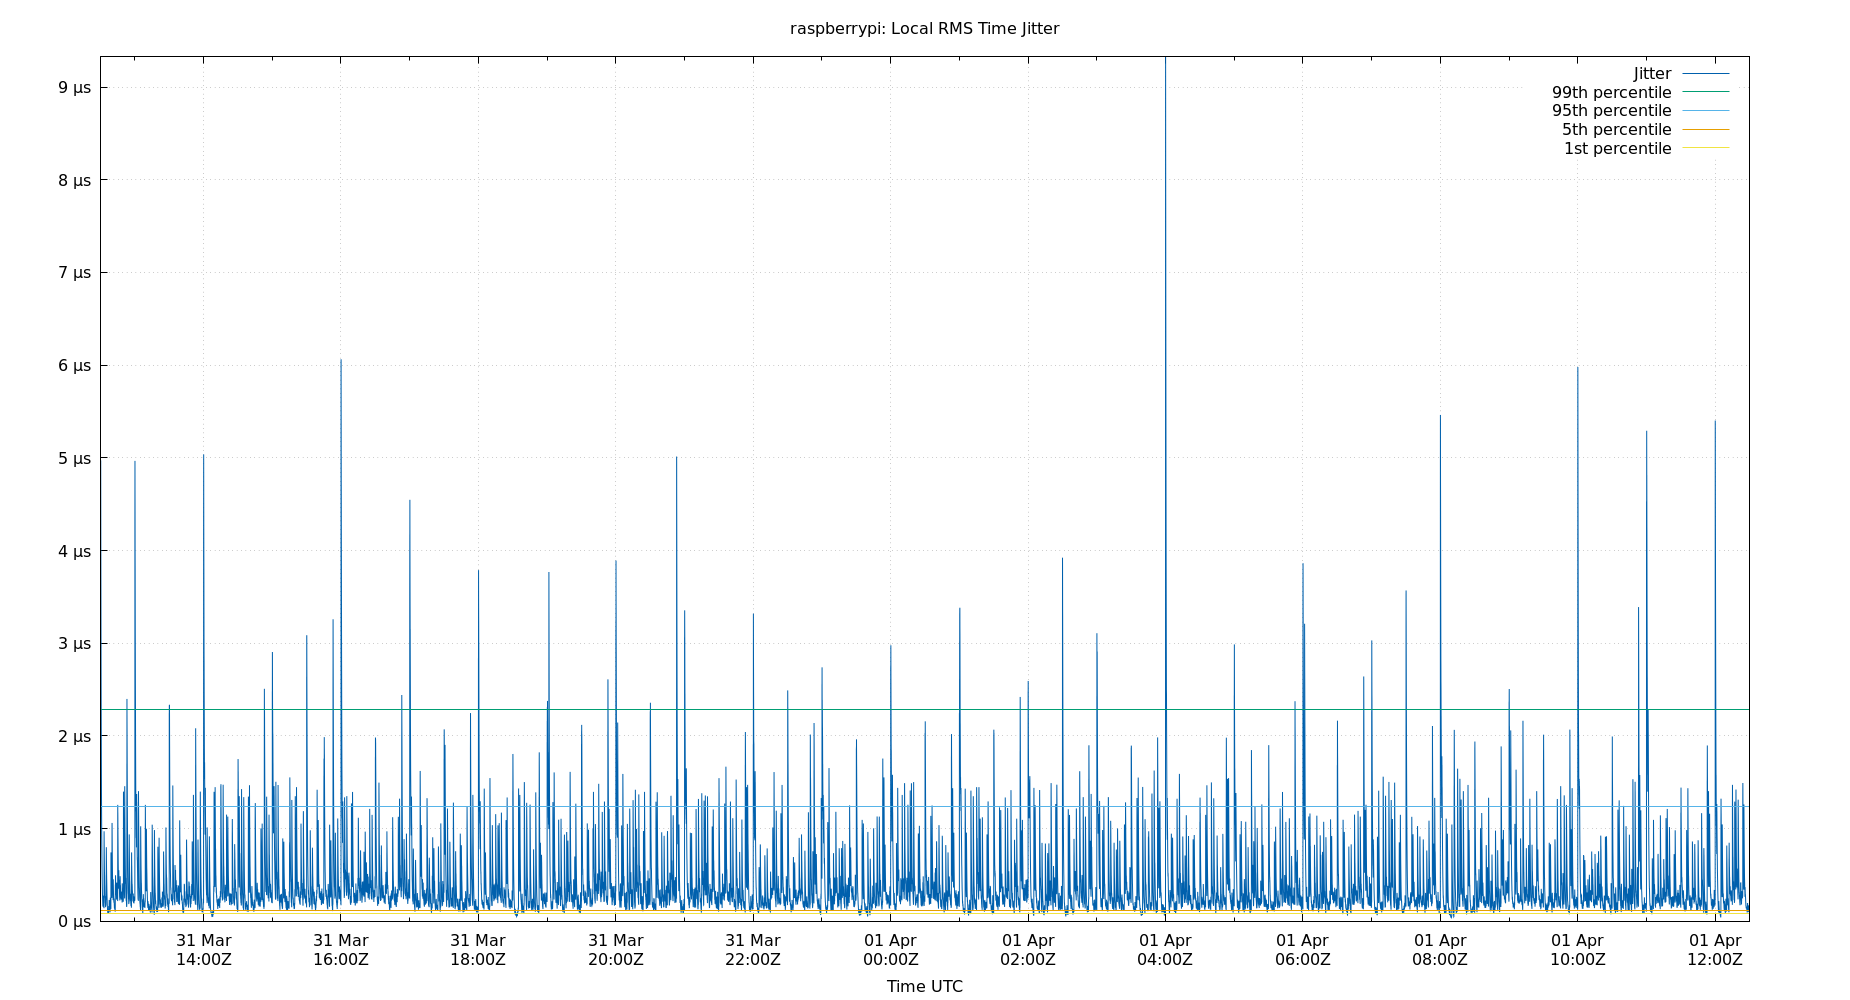 raspberrypi: Local RMS Time Jitter
Jitter
99th percentile
95th percentile
5th percentile
1st percentile
9 µs
8 µs
7 µs
6 µs
5 µs
4 µs
3 µs
2 µs
1 µs
0 µs
31 Mar 31 Mar 31 Mar 31 Mar 31 Mar 01 Apr 01 Apr 01 Apr 01 Apr 01 Apr 01 Apr 01 Apr
14:00Z 16:00Z 18:00Z 20:00Z 22:00Z 00:00Z 02:00Z 04:00Z 06:00Z 08:00Z 10:00Z 12:00Z
Time UTC